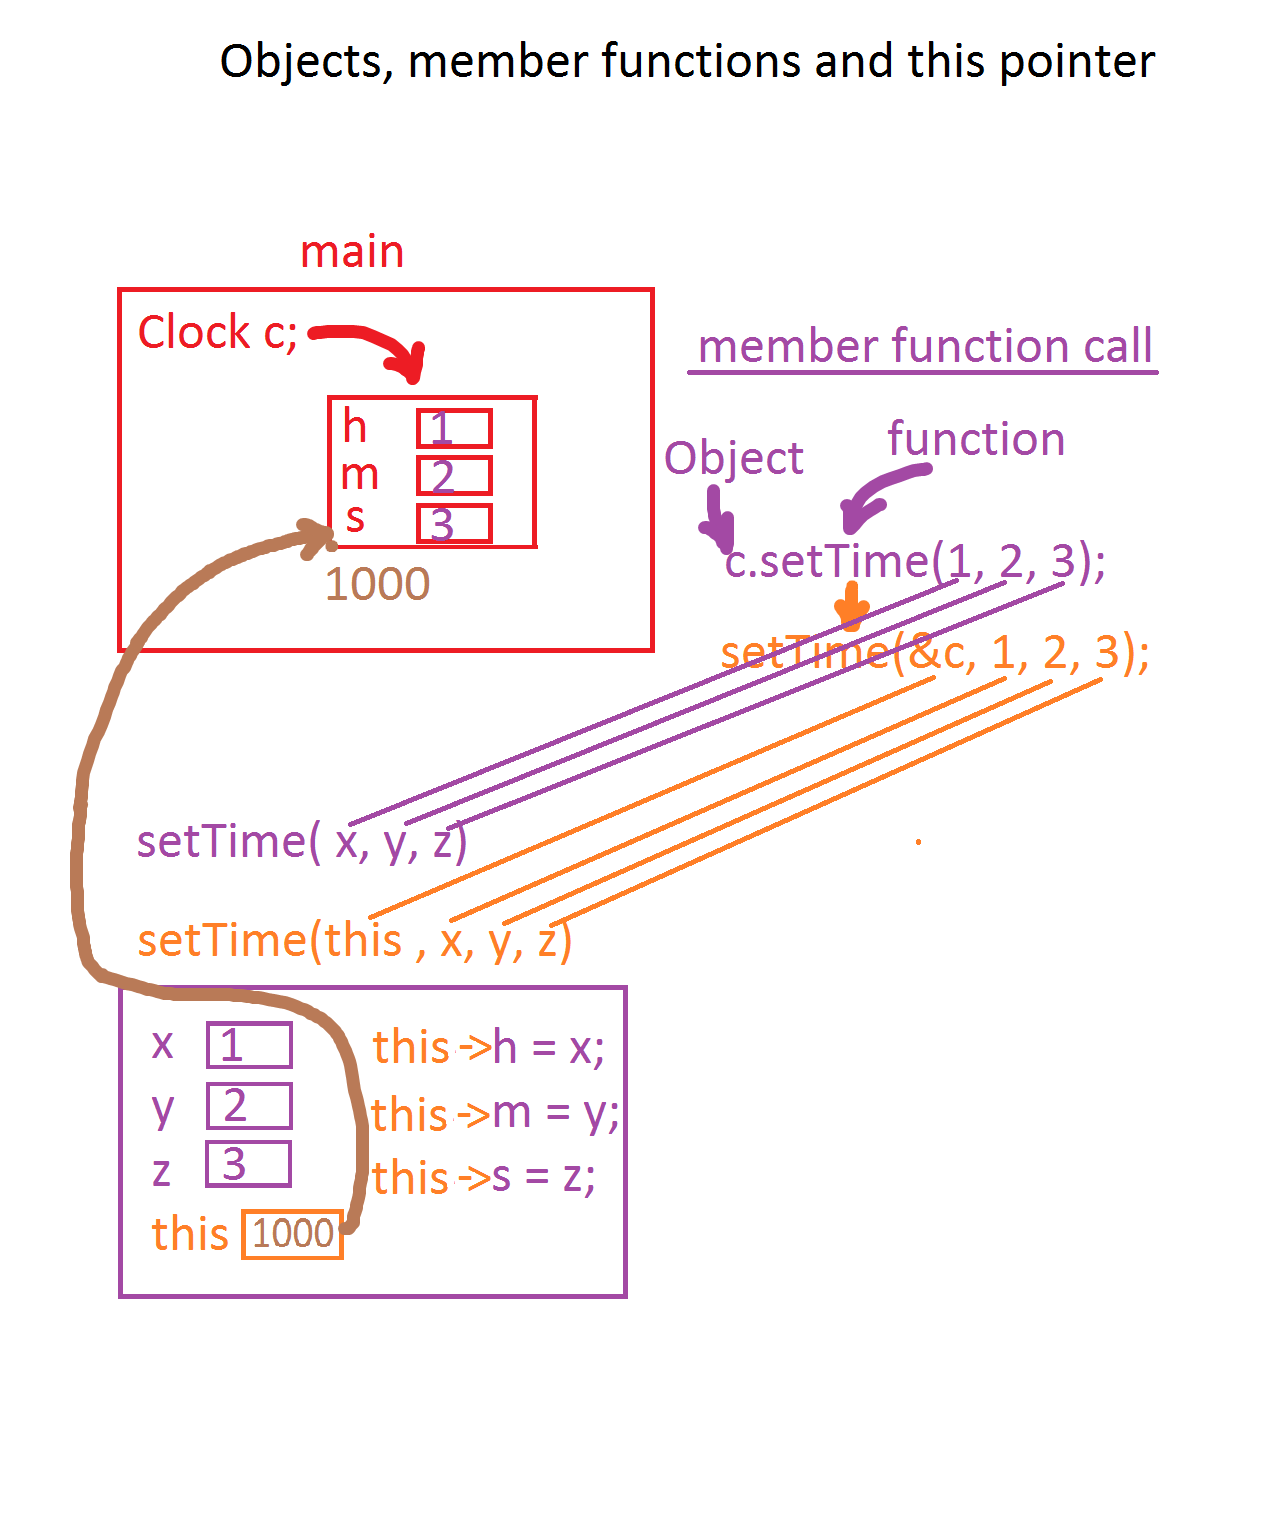 Objects, member functions and this pointer
main
Clock c;
h 1
m 2
s 3
1000
member function call
Object
function
c.setTime(1, 2, 3);
setTime(&c, 1, 2, 3);
setTime( x, y, z)
setTime(this , x, y, z)
x 1 this ->h = x;
y 2 this ->m = y;
z 3 this ->s = z;
this 1000